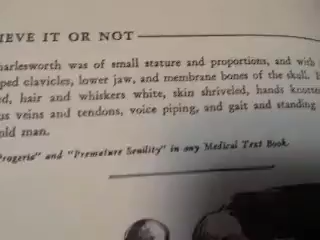 IEVE IT OR NOT
harlesworth was of small stature and proportions, and with
ped clavicles, lower jaw, and membrane bones of the skull.
d, hair and whiskers white, skin shriveled, hands
us veins and tendons, voice piping, and gait and standing
old man.
Progeria" and "Premature Senility" in any Medical Text Book.